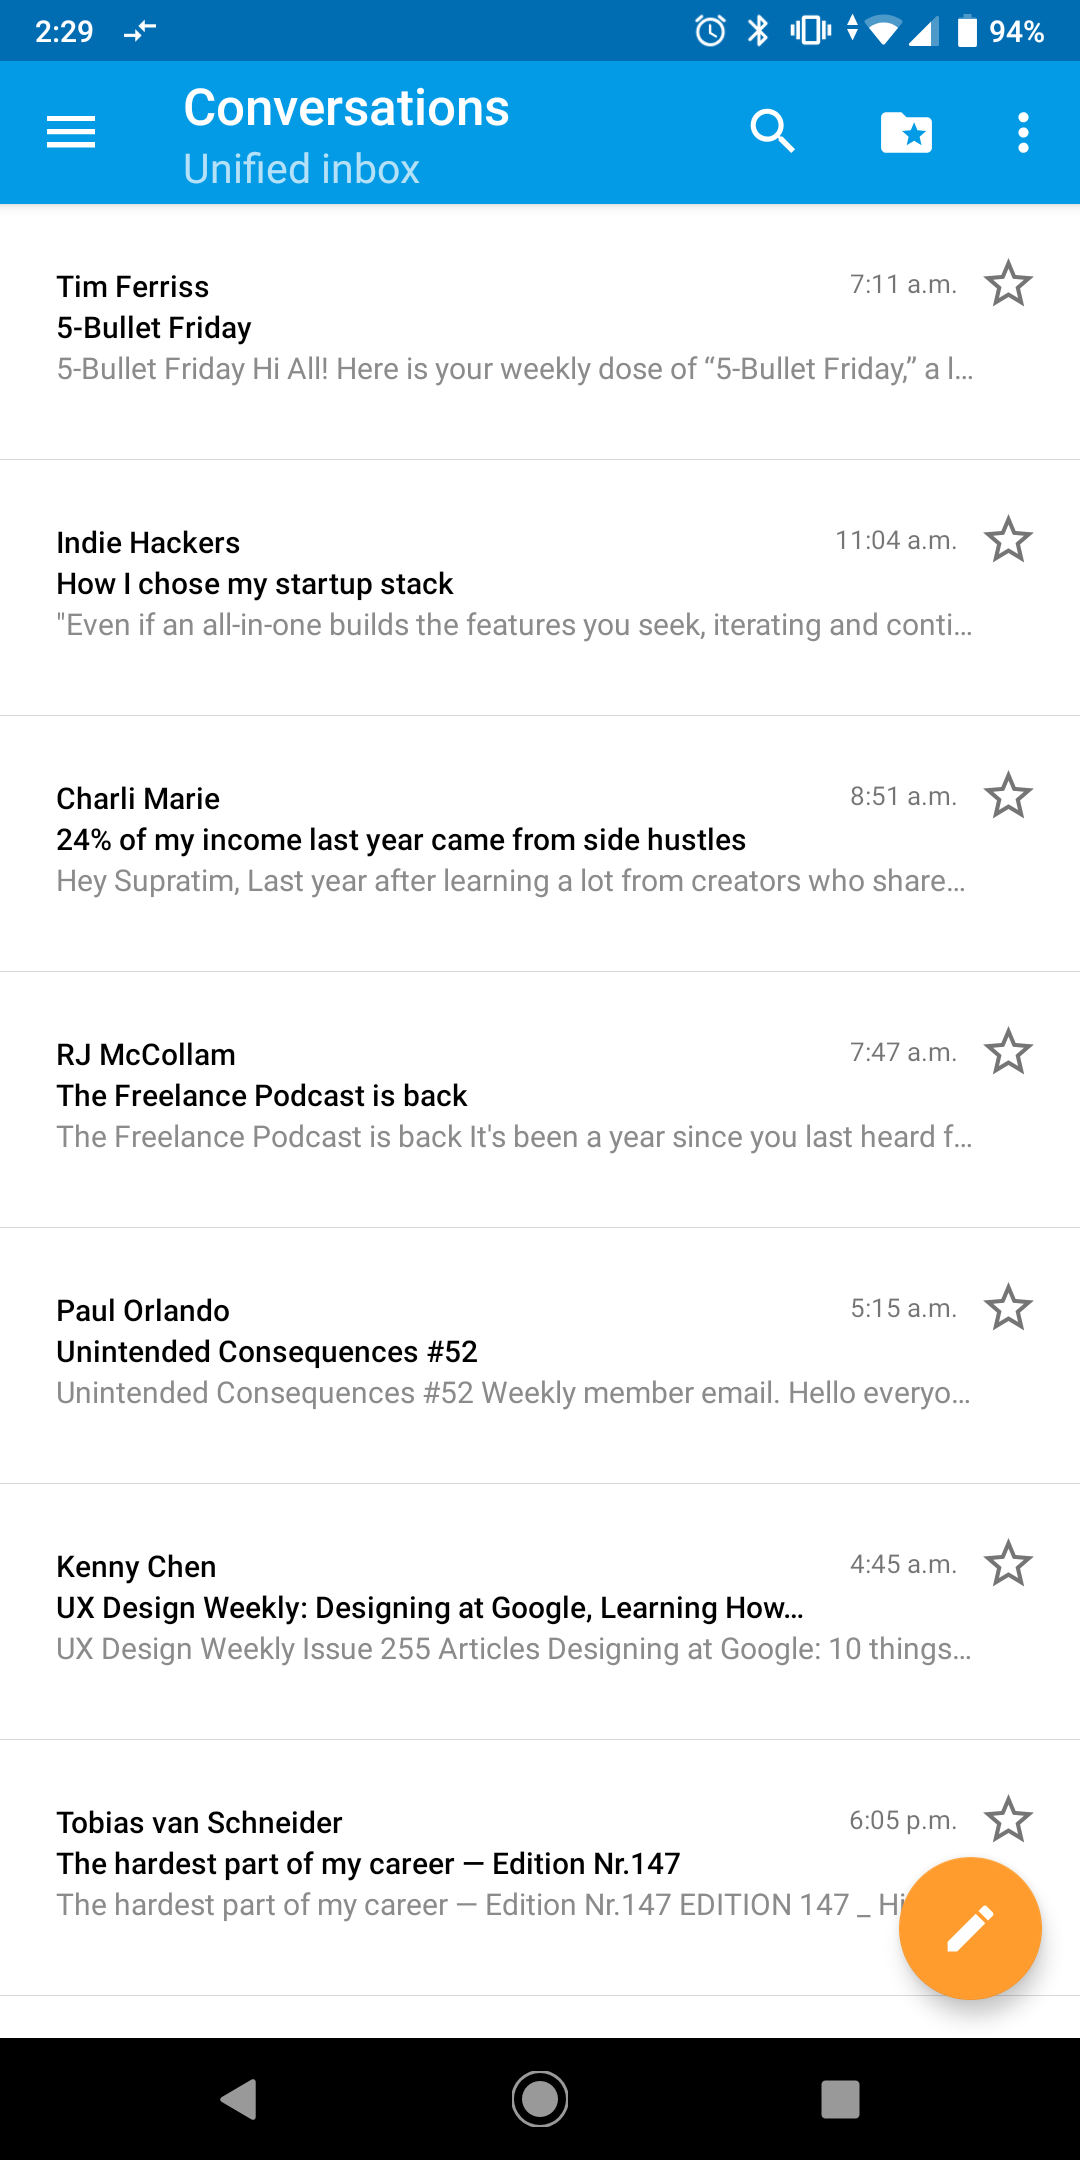 2:29
94%
Conversations
Unified inbox
Tim Ferriss
7:11 a.m.
5-Bullet Friday
5-Bullet Friday Hi All! Here is your weekly dose of “5-Bullet Friday,” a l…
Indie Hackers
11:04 a.m.
How I chose my startup stack
"Even if an all-in-one builds the features you seek, iterating and conti…
Charli Marie
8:51 a.m.
24% of my income last year came from side hustles
Hey Supratim, Last year after learning a lot from creators who share…
RJ McCollam
7:47 a.m.
The Freelance Podcast is back
The Freelance Podcast is back It's been a year since you last heard f…
Paul Orlando
5:15 a.m.
Unintended Consequences #52
Unintended Consequences #52 Weekly member email. Hello everyo…
Kenny Chen
4:45 a.m.
UX Design Weekly: Designing at Google, Learning How…
UX Design Weekly Issue 255 Articles Designing at Google: 10 things…
Tobias van Schneider
6:05 p.m.
The hardest part of my career — Edition Nr.147
The hardest part of my career — Edition Nr.147 EDITION 147 _ Hi